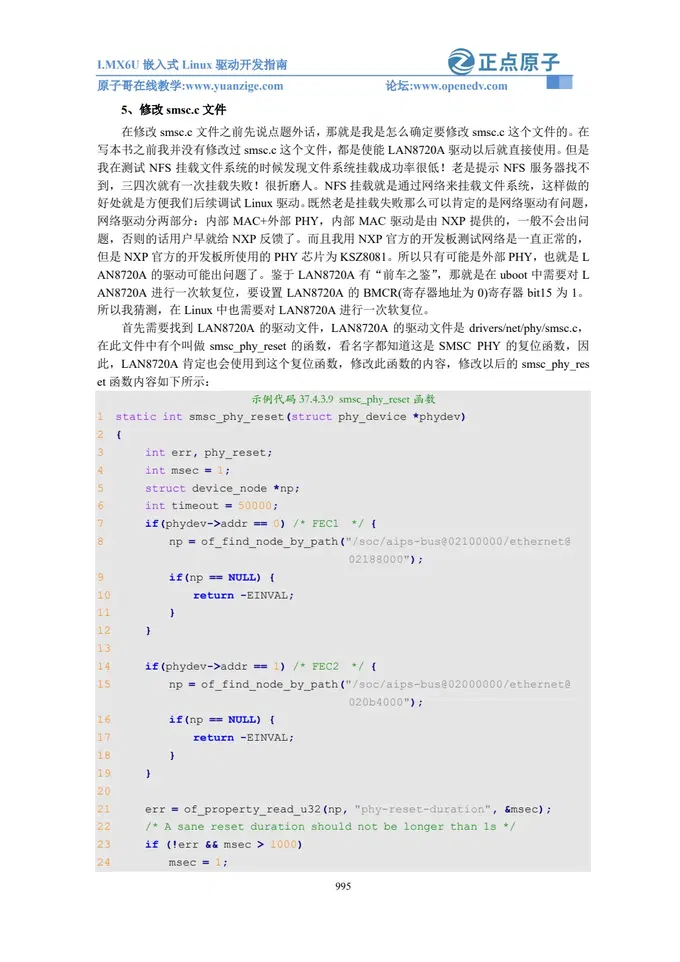 I.MX6U 嵌入式 Linux 驱动开发指南
正点原子
原子哥在线教学:www.yuanzige.com 论坛:www.openedv.com
5、修改 smsc.c 文件
在修改 smsc.c 文件之前先说点题外话，那就是我是怎么确定要修改 smsc.c 这个文件的。在
写本书之前我并没有修改过 smsc.c 这个文件，都是使能 LAN8720A 驱动以后就直接使用。但是
我在测试 NFS 挂载文件系统的时候发现文件系统挂载成功率很低！老是提示 NFS 服务器找不
到，三四次就有一次挂载失败！很折磨人。NFS 挂载就是通过网络来挂载文件系统，这样做的
好处就是方便我们后续调试 Linux 驱动。既然老是挂载失败那么可以肯定的是网络驱动有问题，
网络驱动分两部分：内部 MAC+外部 PHY，内部 MAC 驱动是由 NXP 提供的，一般不会出问
题，否则的话用户早就给 NXP 反馈了。而且我用 NXP 官方的开发板测试网络是一直正常的，
但是 NXP 官方的开发板所使用的 PHY 芯片为 KSZ8081。所以只有可能是外部 PHY，也就是 L
AN8720A 的驱动可能出问题了。鉴于 LAN8720A 有“前车之鉴”，那就是在 uboot 中需要对 L
AN8720A 进行一次软复位，要设置 LAN8720A 的 BMCR(寄存器地址为 0)寄存器 bit15 为 1。
所以我猜测，在 Linux 中也需要对 LAN8720A 进行一次软复位。
首先需要找到 LAN8720A 的驱动文件，LAN8720A 的驱动文件是 drivers/net/phy/smsc.c，
在此文件中有个叫做 smsc_phy_reset 的函数，看名字都知道这是 SMSC PHY 的复位函数，因
此，LAN8720A 肯定也会使用到这个复位函数，修改此函数的内容，修改以后的 smsc_phy_res
et 函数内容如下所示：
示例代码 37.4.3.9 smsc_phy_reset 函数
1 static int smsc_phy_reset(struct phy_device *phydev)
2 {
3 int err, phy_reset;
4 int msec = 1;
5 struct device_node *np;
6 int timeout = 50000;
7 if(phydev->addr == 0) /* FEC1 */ {
8 np = of_find_node_by_path("/soc/aips-bus@02100000/ethernet@
02188000");
9 if(np == NULL) {
10 return -EINVAL;
11 }
12 }
13
14 if(phydev->addr == 1) /* FEC2 */ {
15 np = of_find_node_by_path("/soc/aips-bus@02000000/ethernet@
020b4000");
16 if(np == NULL) {
17 return -EINVAL;
18 }
19 }
20
21 err = of_property_read_u32(np, "phy-reset-duration", &msec);
22 /* A sane reset duration should not be longer than 1s */
23 if (!err && msec > 1000)
24 msec = 1;
995